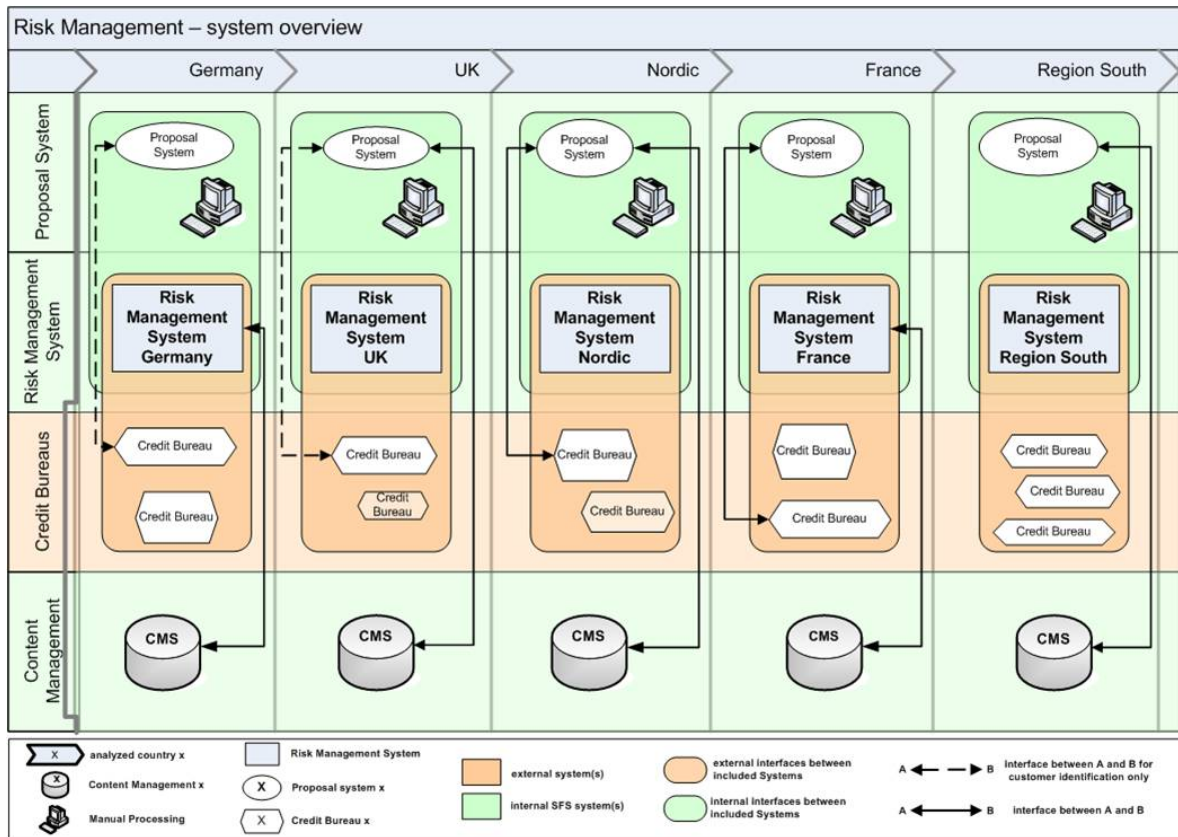 Risk Management – system overview
Germany
UK
Nordic
France
Region South
Proposal System
Proposal
System
Proposal
System
Proposal
System
Proposal
System
Proposal
System
Risk Management
System
Risk
Management
System
Germany
Risk
Management
System
UK
Risk
Management
System
Nordic
Risk
Management
System
France
Risk
Management
System
Region South
Credit Bureaus
Credit Bureau
Credit Bureau
Credit Bureau
Credit
Bureau
Credit Bureau
Credit Bureau
Credit Bureau
Credit Bureau
Credit Bureau
Credit Bureau
Credit Bureau
Content
Management
CMS
CMS
CMS
CMS
CMS
X
analyzed country x
X
Content Management x
Manual Processing
Risk Management System
X
Proposal system x
X
Credit Bureau x
external system(s)
internal SFS system(s)
external interfaces between
included Systems
internal interfaces between
included Systems
A
B
interface between A and B for
customer identification only
A
B
interface between A and B